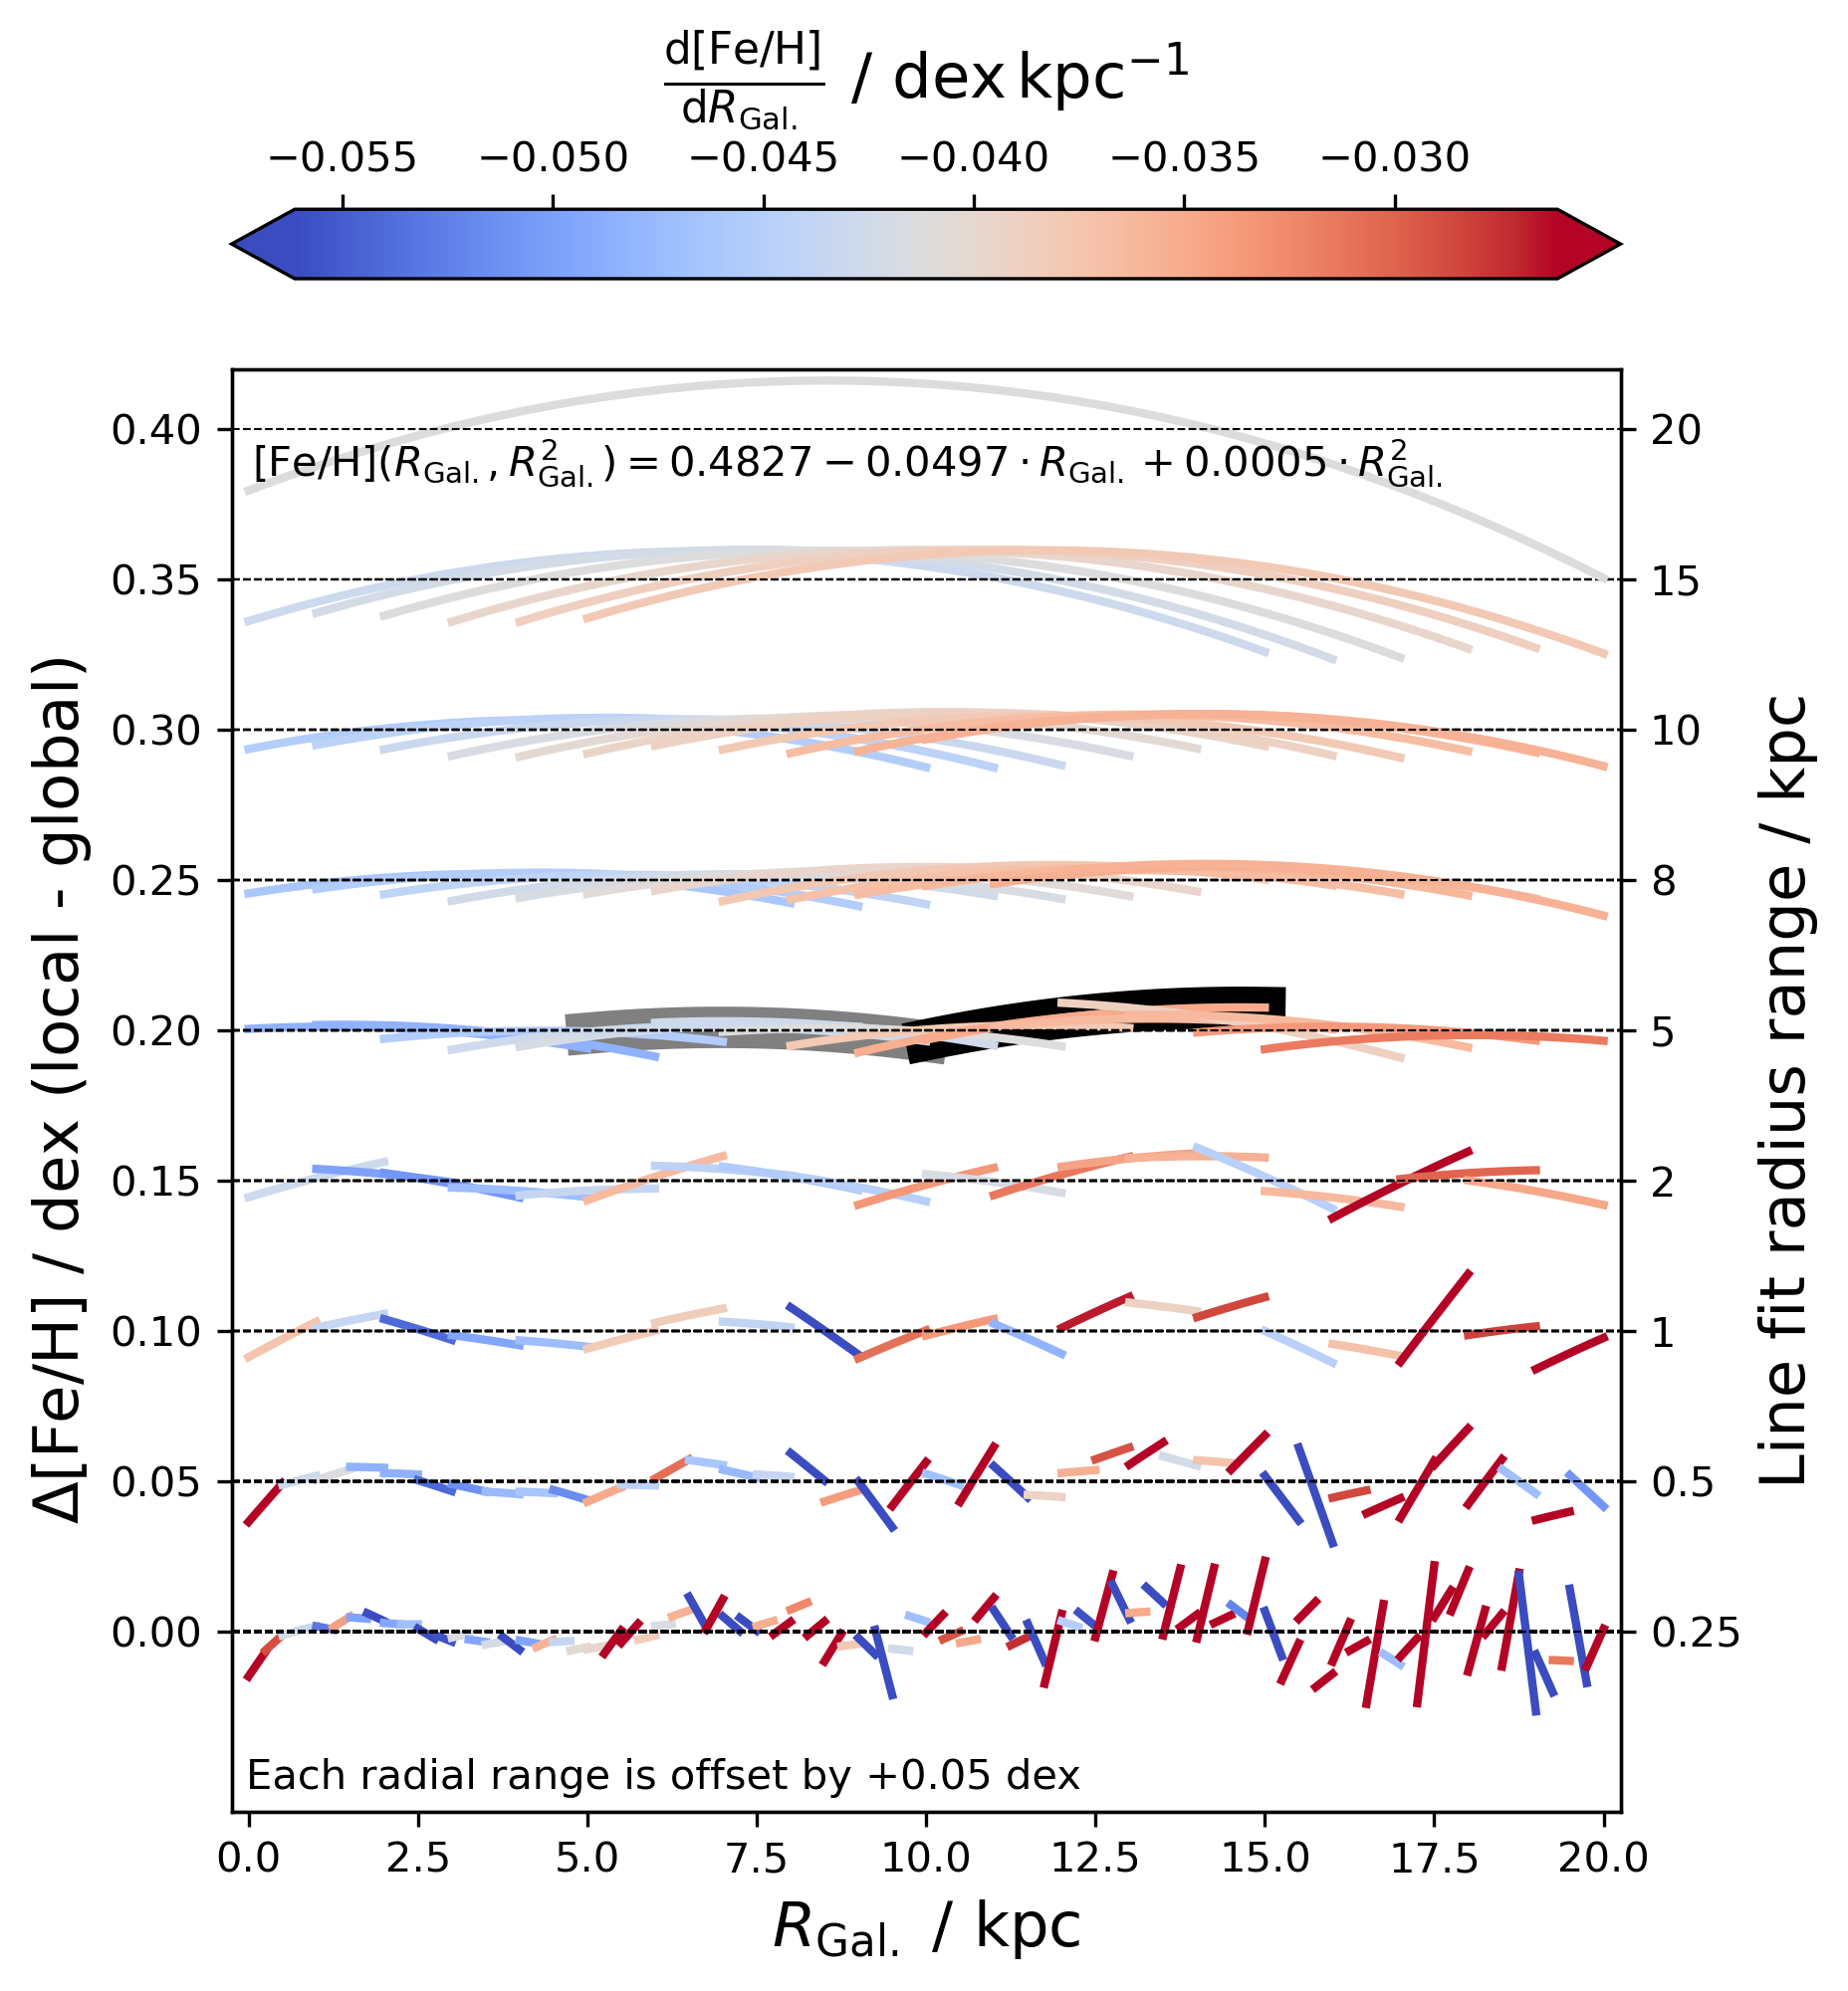 d[Fe/H]
dR_Gal. / dex kpc⁻¹
−0.055 −0.050 −0.045 −0.040 −0.035 −0.030
0.40 20
[Fe/H](R_Gal., R²_Gal.) = 0.4827 − 0.0497 · R_Gal. + 0.0005 · R²_Gal.
0.35 15
0.30 10
0.25 8
0.20 5
0.15 2
0.10 1
0.05 0.5
0.00 0.25
Δ[Fe/H] / dex (local - global)
Line fit radius range / kpc
Each radial range is offset by +0.05 dex
0.0 2.5 5.0 7.5 10.0 12.5 15.0 17.5 20.0
R_Gal. / kpc